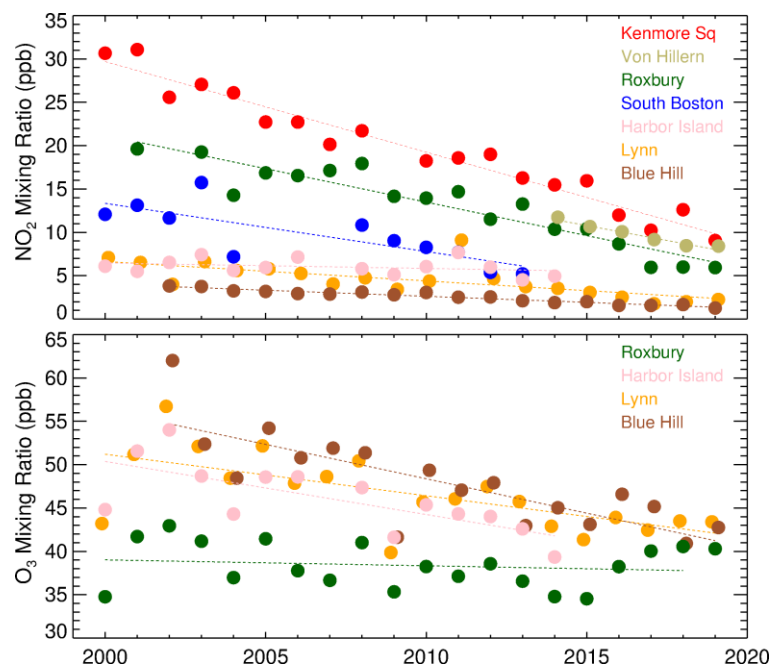 NO2 Mixing Ratio (ppb)
35
30
25
20
15
10
5
0
Kenmore Sq
Von Hillern
Roxbury
South Boston
Harbor Island
Lynn
Blue Hill
O3 Mixing Ratio (ppb)
65
60
55
50
45
40
35
30
Roxbury
Harbor Island
Lynn
Blue Hill
2000
2005
2010
2015
2020